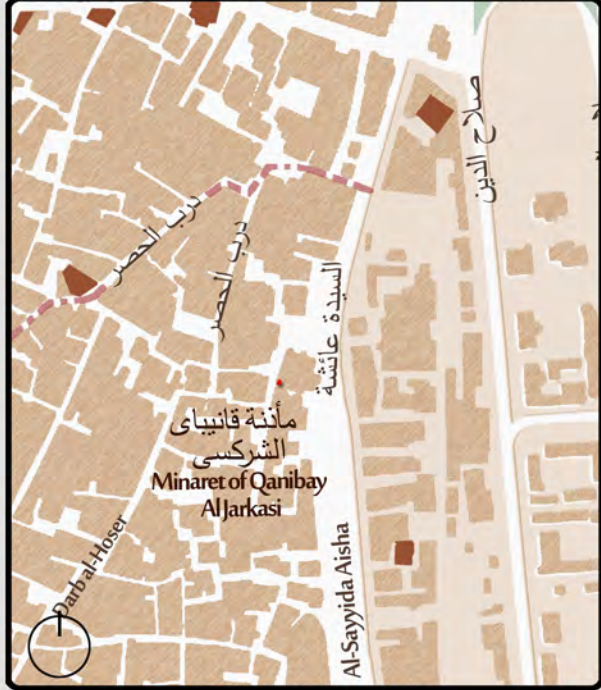 صلاح الدين
درب الحصر
درب الحصر
السيدة عائشة
مأذنة قانيباى
الشركسى
Minaret of Qanibay
Al Jarkasi
Darb al-Hoser
Al-Sayyida Aisha